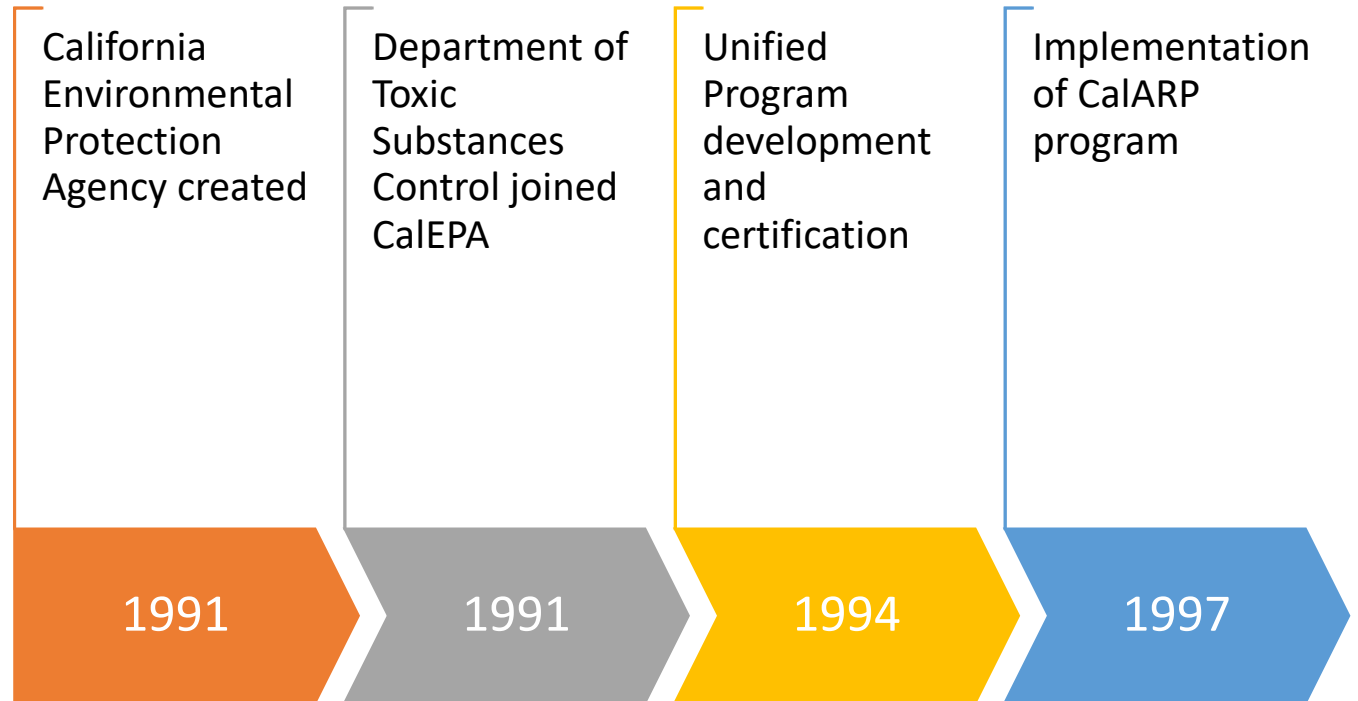 California
Environmental
Protection
Agency created
1991
Department of
Toxic
Substances
Control joined
CalEPA
1991
Unified
Program
development
and
certification
1994
Implementation
of CalARP
program
1997